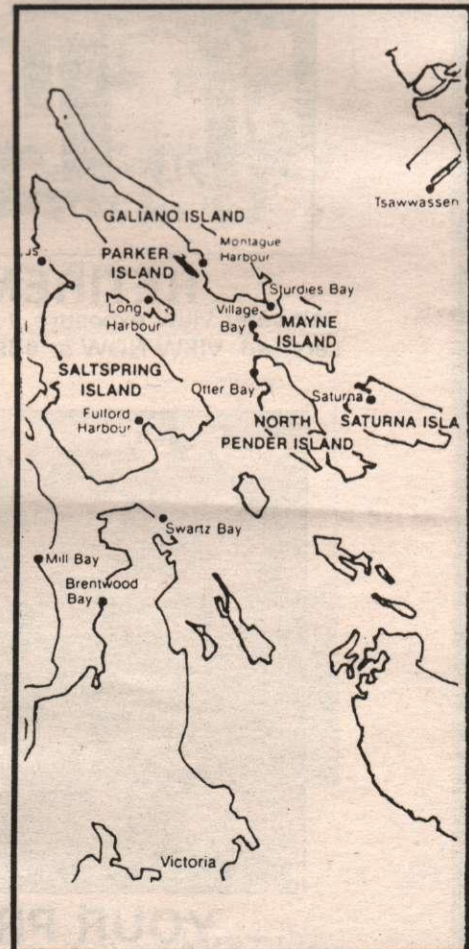 Tsawwassen
GALIANO ISLAND
Montague
Harbour
PARKER
ISLAND
us
Sturdies Bay
Long
Harbour
Village
Bay
MAYNE
ISLAND
SALTSPRING
ISLAND
Otter Bay
Saturna
Fulford
Harbour
NORTH
PENDER ISLAND
SATURNA ISLA
Swartz Bay
Mill Bay
Brentwood
Bay
Victoria